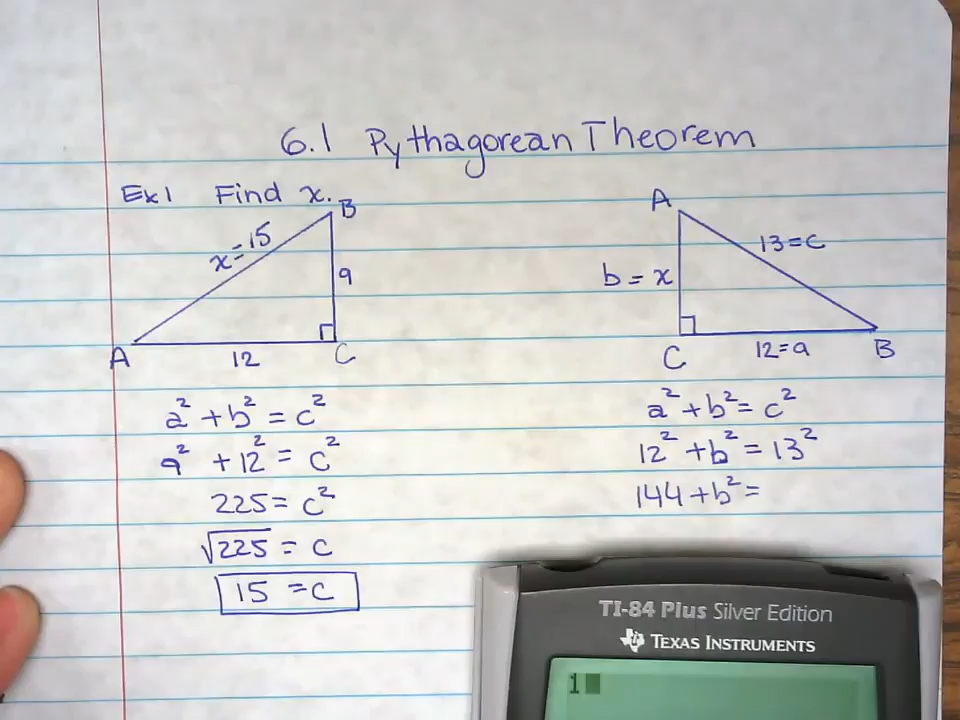 6.1 Pythagorean Theorem
Ex1 Find x.
B
x=15
9
A
12
C
a² + b² = c²
9² + 12² = c²
225 = c²
√225 = c
15 = c
A
13=c
b = x
C
12=a
B
a² + b² = c²
12² + b² = 13²
144 + b² =
TI-84 Plus Silver Edition
TEXAS INSTRUMENTS
1